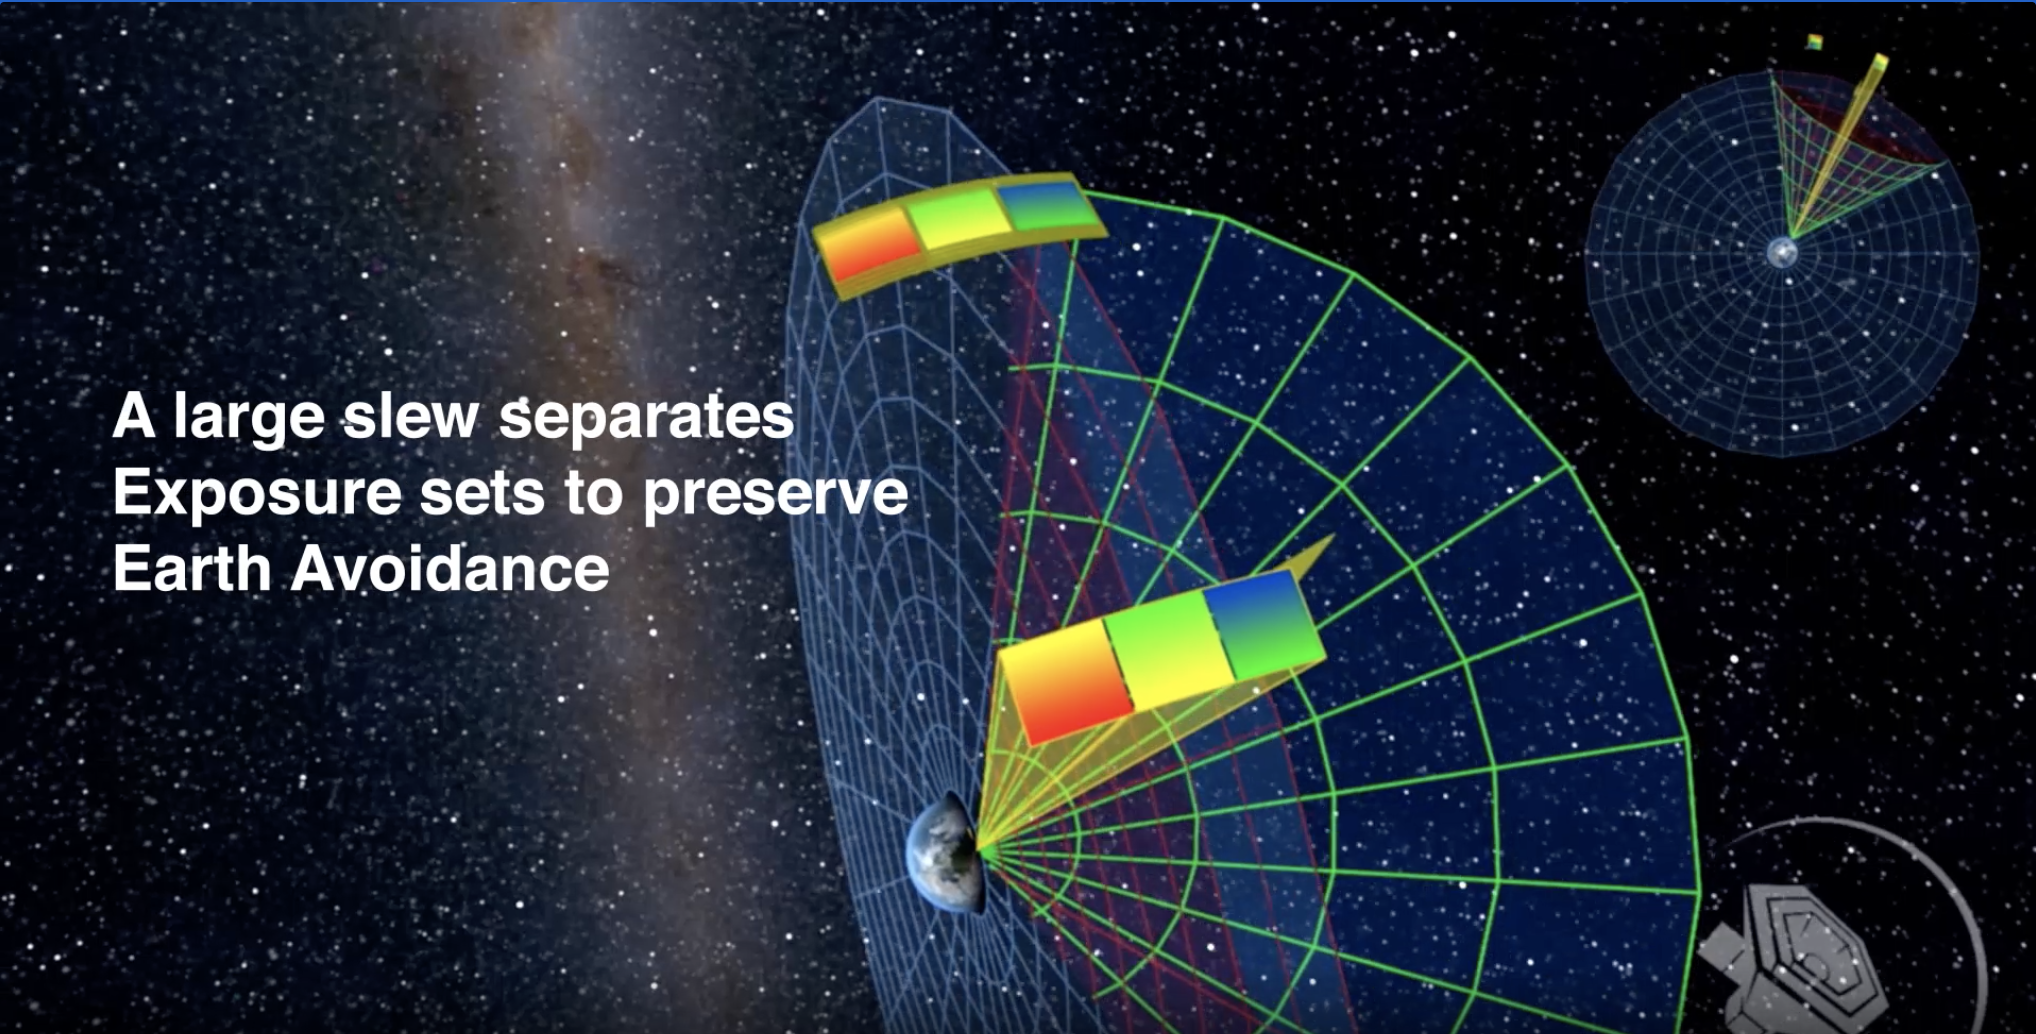 A large slew separates
Exposure sets to preserve
Earth Avoidance